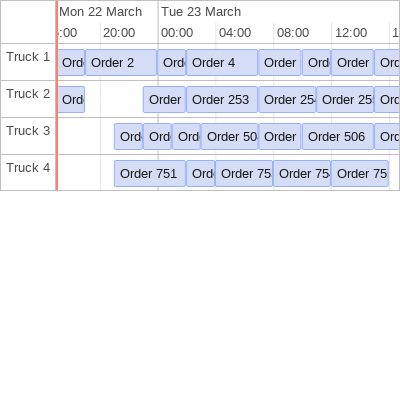 Mon 22 March Tue 23 March
:00 20:00 00:00 04:00 08:00 12:00 1
Truck 1 Ord Order 2 Ord Order 4 Order Ord Order Ord
Truck 2 Ord Order Order 253 Order 25 Order 25 Ord
Truck 3 Ord Ord Ord Order 50 Order Order 506 Ord
Truck 4 Order 751 Ord Order 75 Order 75 Order 75